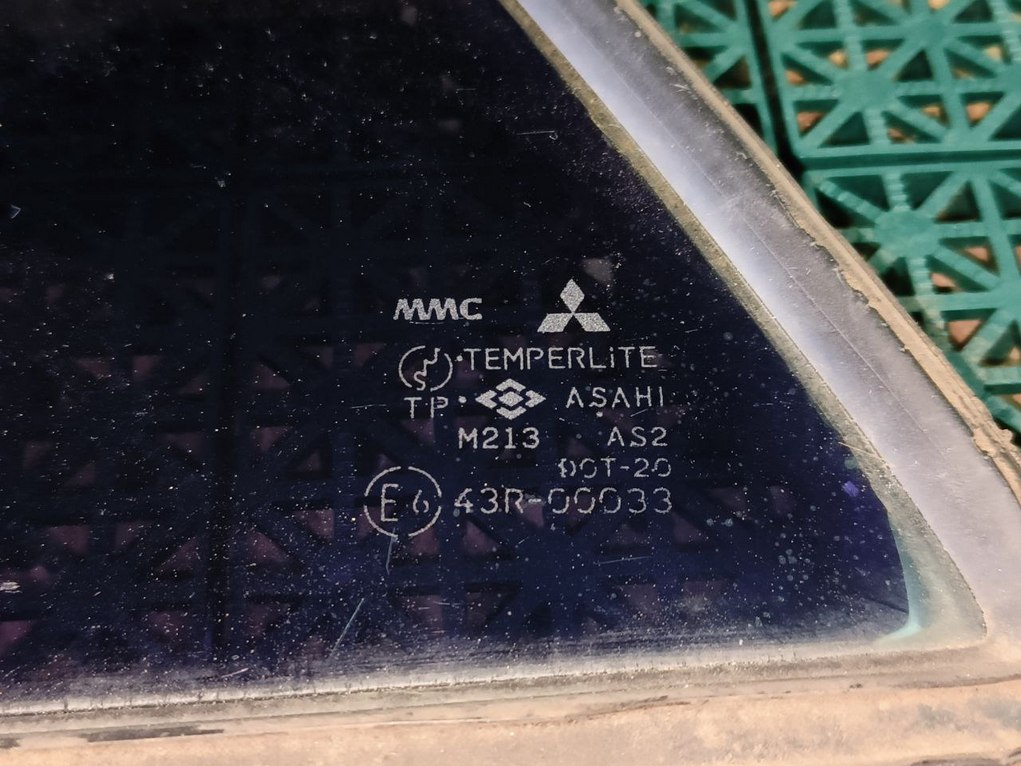 MMC
TEMPERLITE
TP ASAHI
M213 AS2
DOT-20
E6 43R-00033